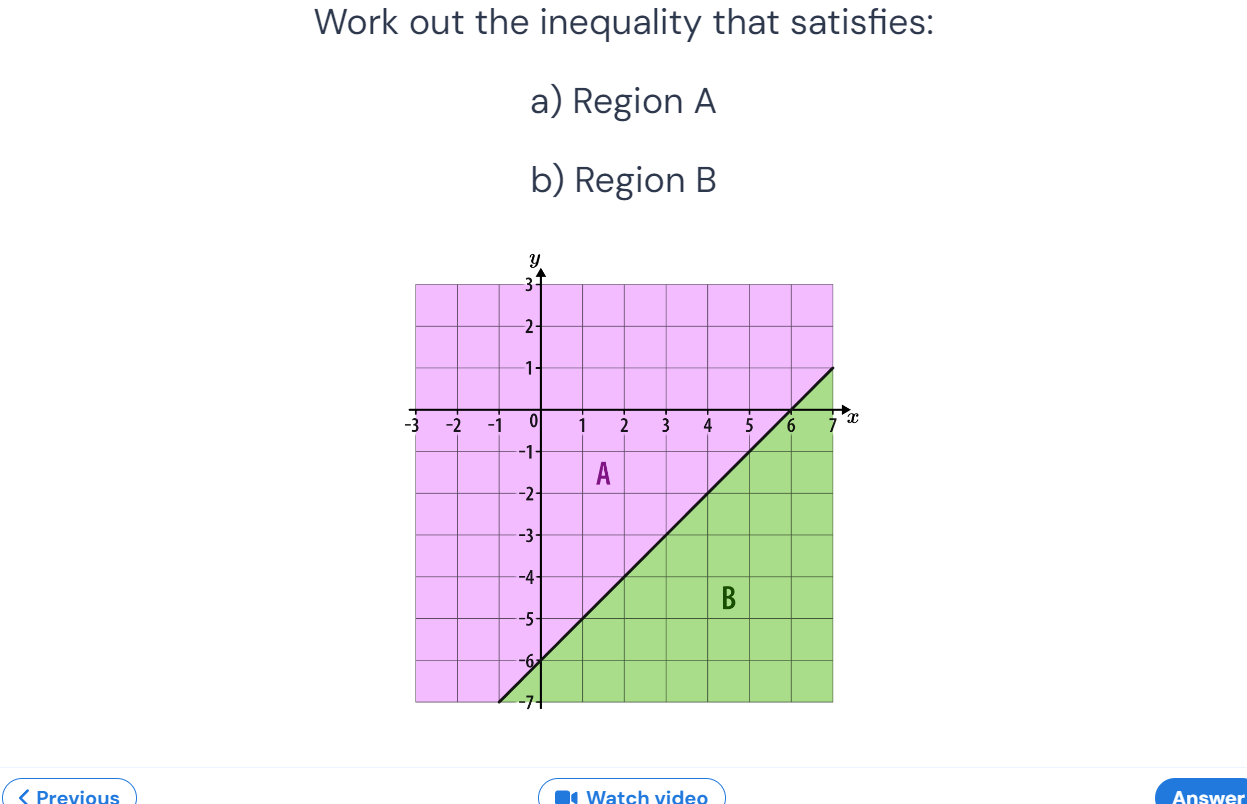 Work out the inequality that satisfies:
a) Region A
b) Region B
y
3
2
1
-3 -2 -1 0 1 2 3 4 5 6 7 x
-1
A
-2
-3
-4
B
-5
-6
-7
Previous Watch video Answer